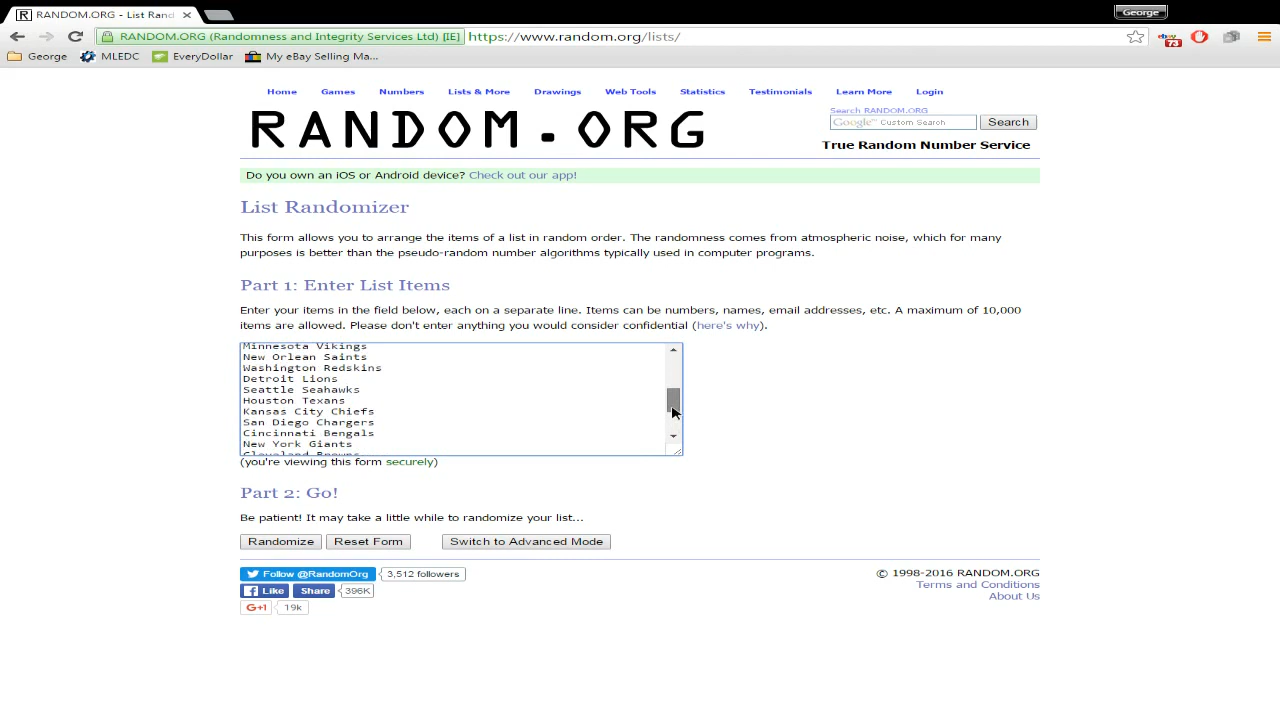 RANDOM.ORG - List Rand
George
RANDOM.ORG (Randomness and Integrity Services Ltd) [IE]
https://www.random.org/lists/
George
MLEDC
EveryDollar
My eBay Selling Ma...
ebay
73
Home Games Numbers Lists & More Drawings Web Tools Statistics Testimonials Learn More Login
RANDOM.ORG
Search RANDOM.ORG
Google™ Custom Search
Search
True Random Number Service
Do you own an iOS or Android device? Check out our app!
List Randomizer
This form allows you to arrange the items of a list in random order. The randomness comes from atmospheric noise, which for many
purposes is better than the pseudo-random number algorithms typically used in computer programs.
Part 1: Enter List Items
Enter your items in the field below, each on a separate line. Items can be numbers, names, email addresses, etc. A maximum of 10,000
items are allowed. Please don't enter anything you would consider confidential (here's why).
Minnesota Vikings
New Orlean Saints
Washington Redskins
Detroit Lions
Seattle Seahawks
Houston Texans
Kansas City Chiefs
San Diego Chargers
Cincinnati Bengals
New York Giants
Cleveland Browns
(you're viewing this form securely)
Part 2: Go!
Be patient! It may take a little while to randomize your list...
Randomize
Reset Form
Switch to Advanced Mode
Follow @RandomOrg
3,512 followers
Like
Share
396K
G+1
19k
© 1998-2016 RANDOM.ORG
Terms and Conditions
About Us